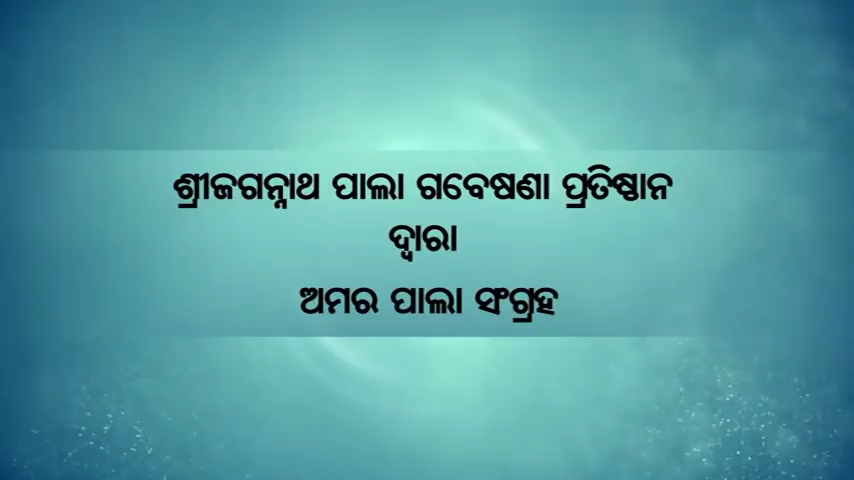 ଶ୍ରୀଜଗନ୍ନାଥ ପାଲା ଗବେଷଣା ପ୍ରତିଷ୍ଠାନ
ଦ୍ୱାରା
ଅମର ପାଲା ସଂଗ୍ରହ